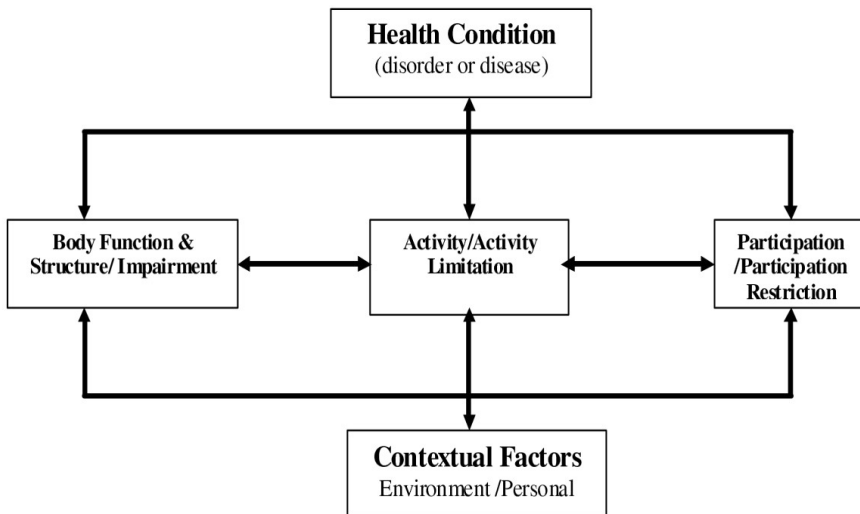 Health Condition
(disorder or disease)
Body Function &
Structure/ Impairment
Activity/Activity
Limitation
Participation
/Participation
Restriction
Contextual Factors
Environment /Personal